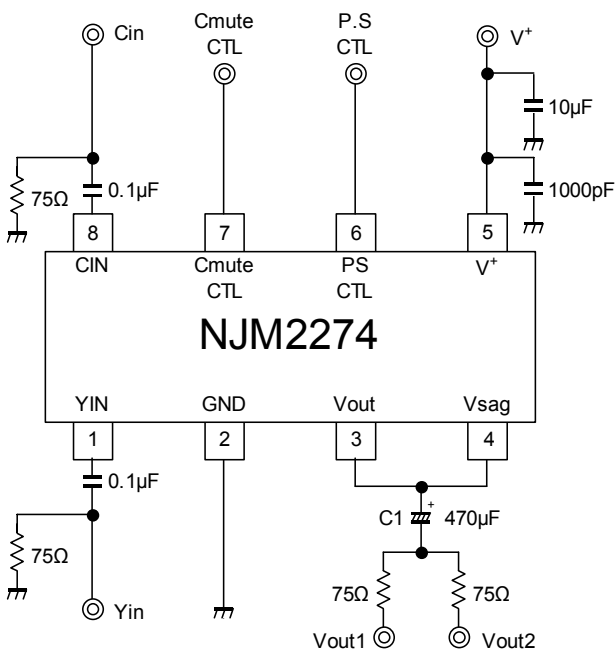 Cin
Cmute
CTL
P.S
CTL
V+
10µF
75Ω
0.1µF
1000pF
8
7
6
5
CIN
Cmute
CTL
PS
CTL
V+
NJM2274
YIN
GND
Vout
Vsag
1
2
3
4
0.1µF
75Ω
C1
+
470µF
Yin
75Ω
75Ω
Vout1
Vout2